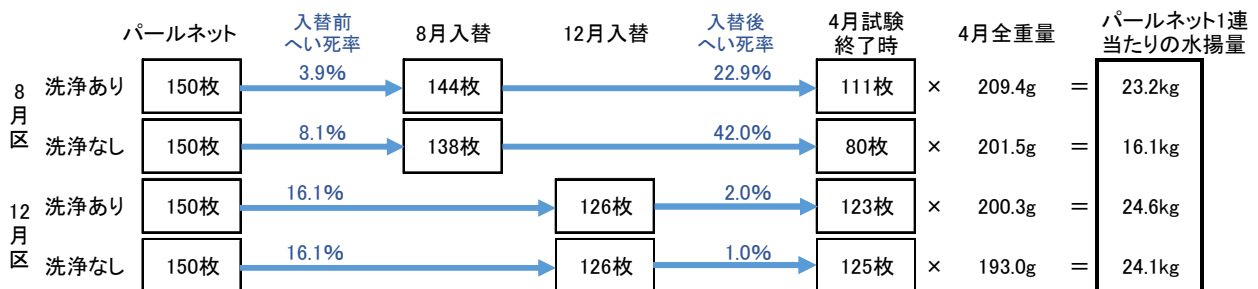 パールネット 入替前へい死率 8月入替 12月入替 入替後へい死率 4月試験終了時 4月全重量 パールネット1連当たりの水揚量
8月区 洗浄あり 150枚 3.9% 144枚 22.9% 111枚 × 209.4g = 23.2kg
洗浄なし 150枚 8.1% 138枚 42.0% 80枚 × 201.5g = 16.1kg
12月区 洗浄あり 150枚 16.1% 126枚 2.0% 123枚 × 200.3g = 24.6kg
洗浄なし 150枚 16.1% 126枚 1.0% 125枚 × 193.0g = 24.1kg